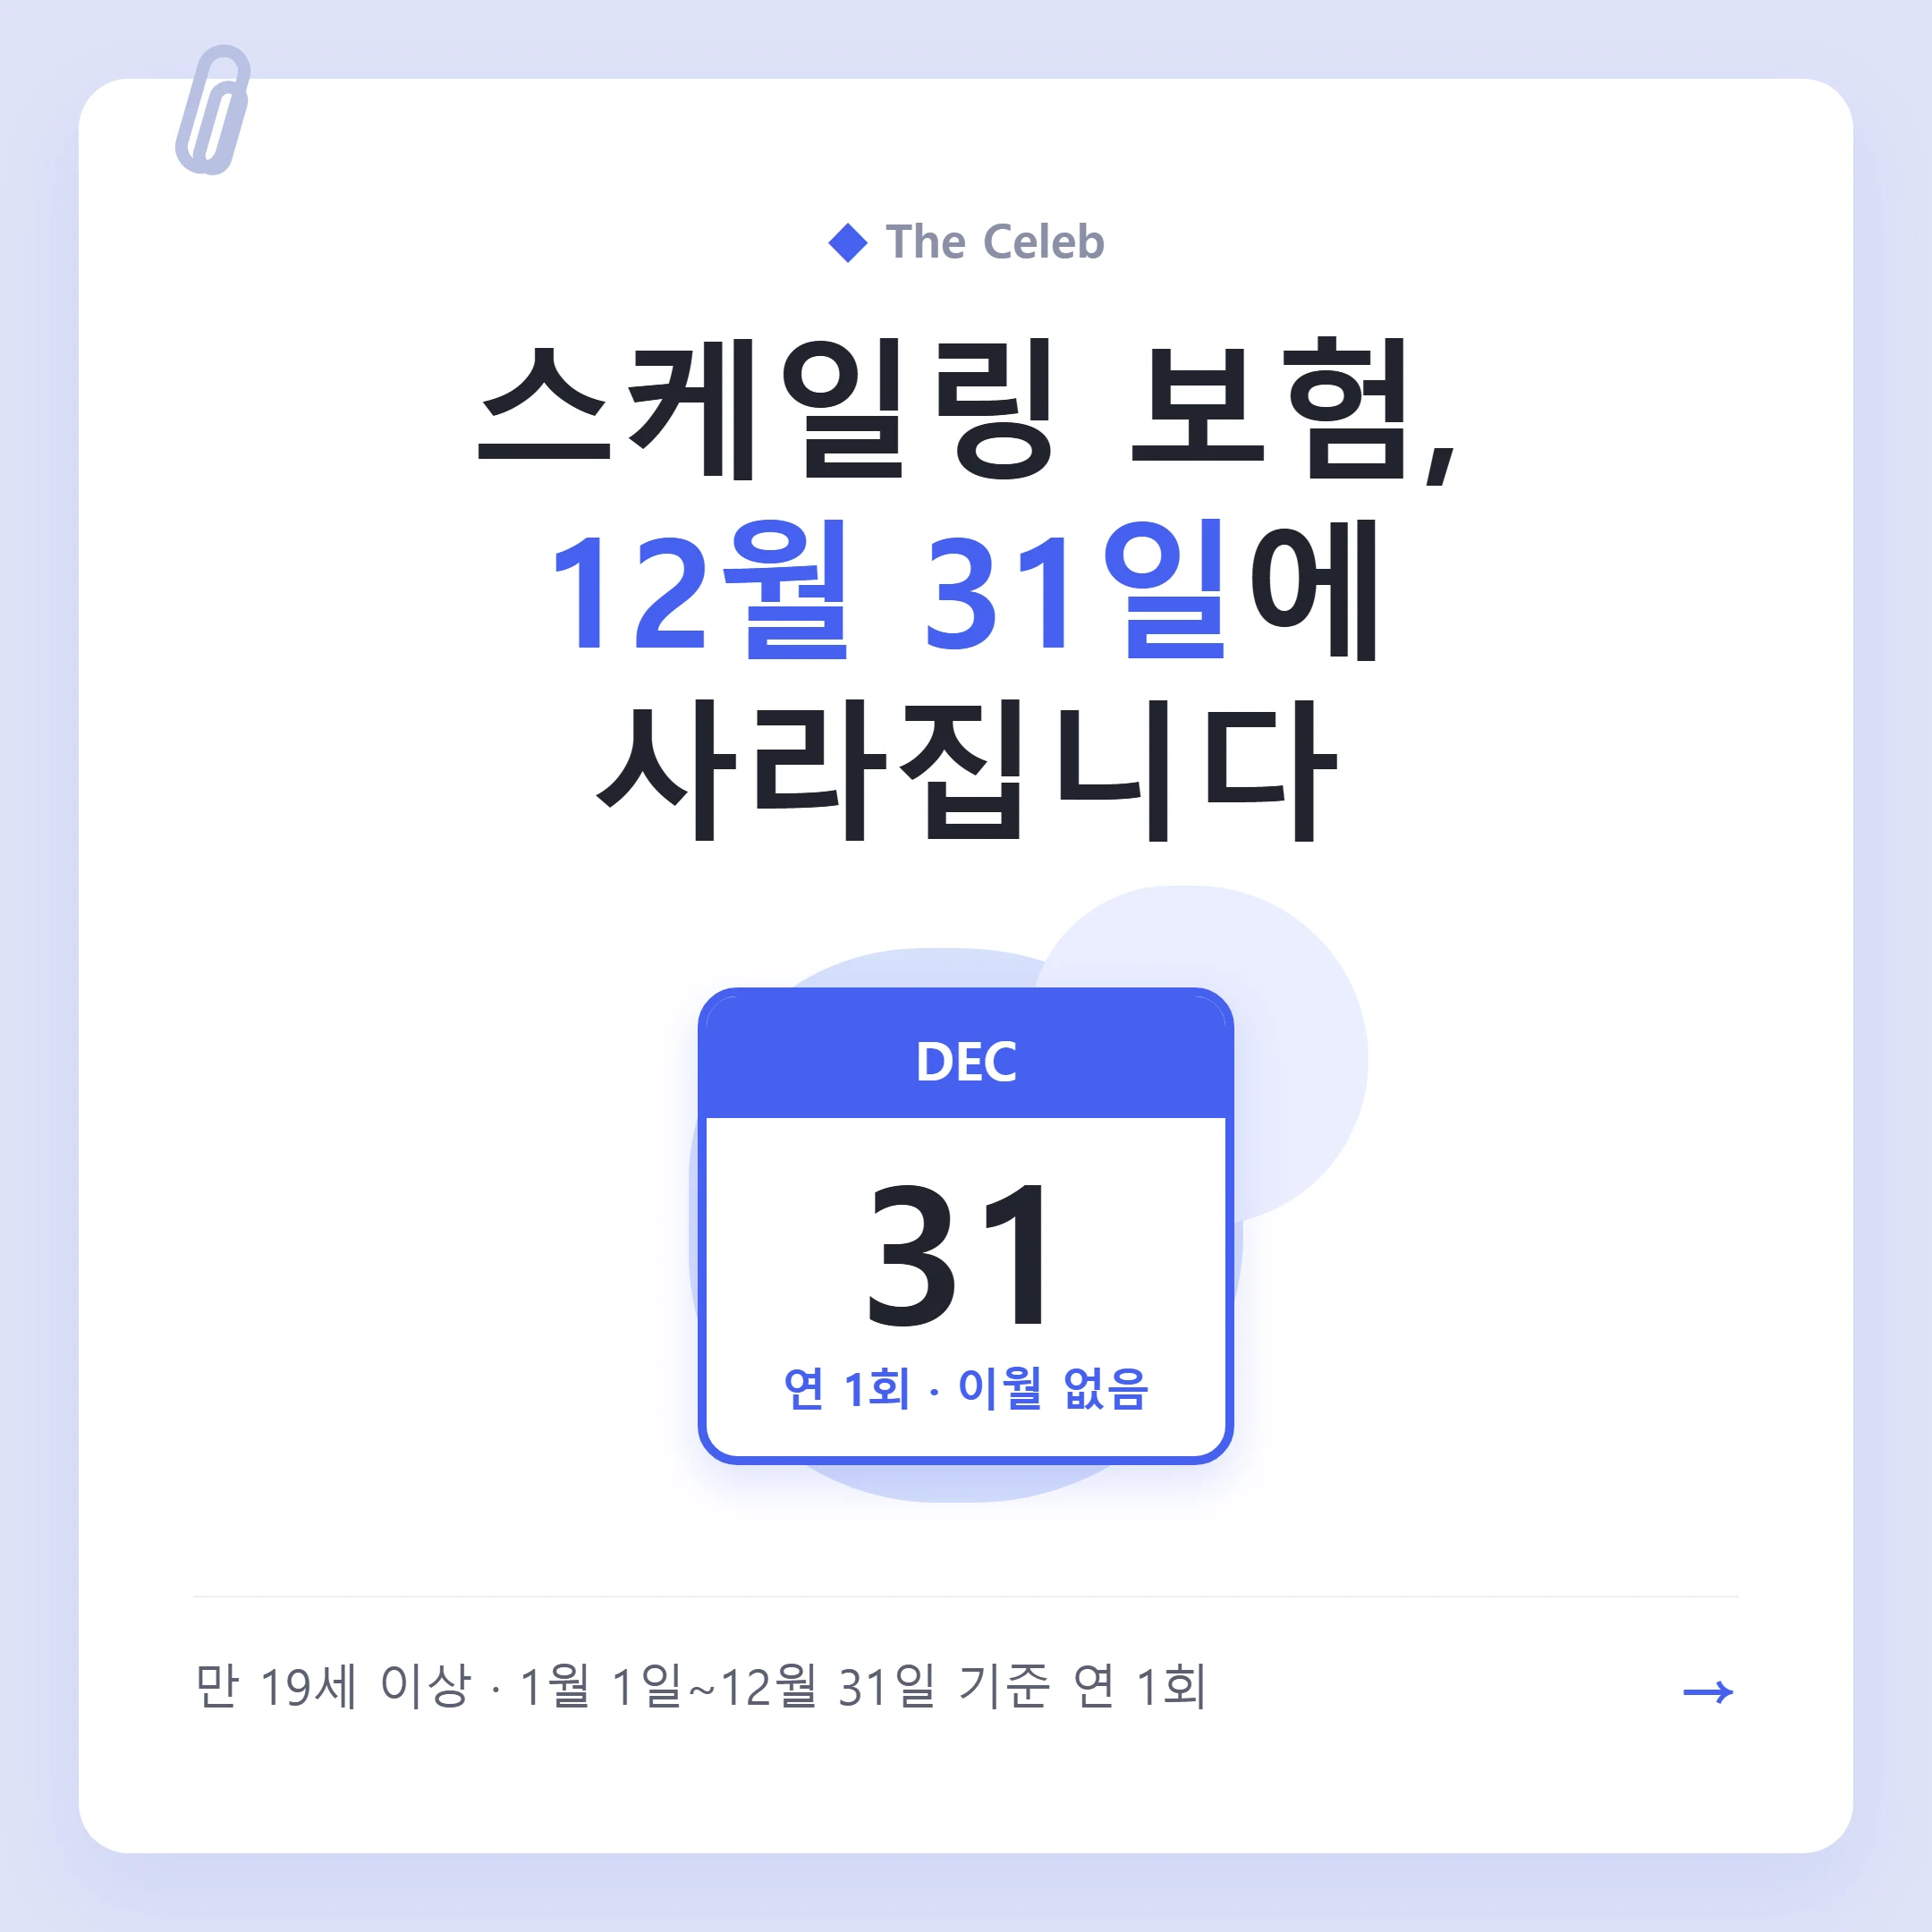 The Celeb
스케일링 보험,
12월 31일에
사라집니다
DEC
31
연 1회 · 이월 없음
만 19세 이상 · 1월 1일~12월 31일 기준 연 1회 →